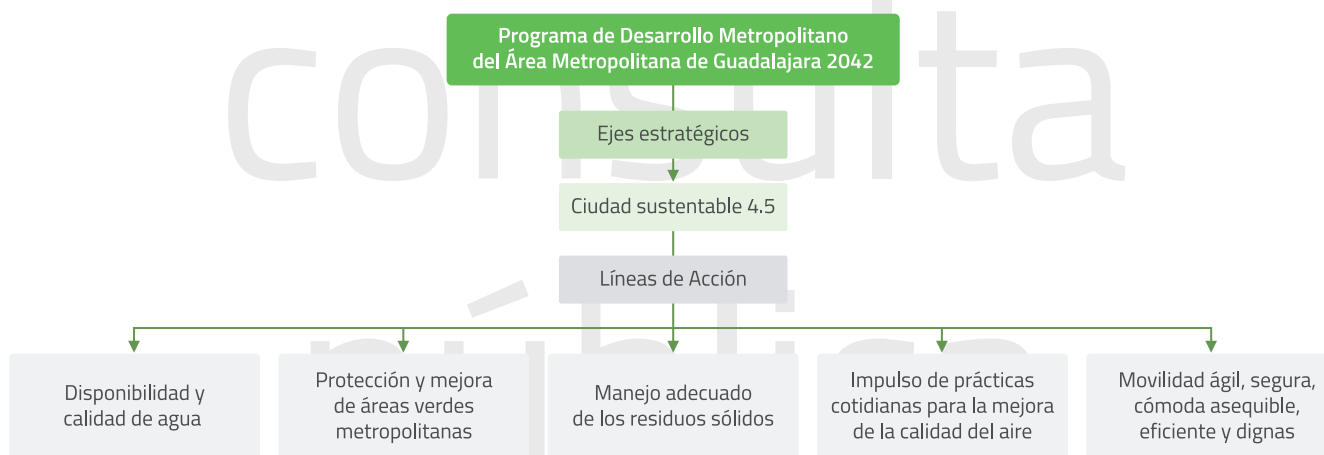 Programa de Desarrollo Metropolitano
del Área Metropolitana de Guadalajara 2042
Ejes estratégicos
Ciudad sustentable 4.5
Líneas de Acción
Disponibilidad y
calidad de agua
Protección y mejora
de áreas verdes
metropolitanas
Manejo adecuado
de los residuos sólidos
Impulso de prácticas
cotidianas para la mejora
de la calidad del aire
Movilidad ágil, segura,
cómoda asequible,
eficiente y dignas
consulta
pública